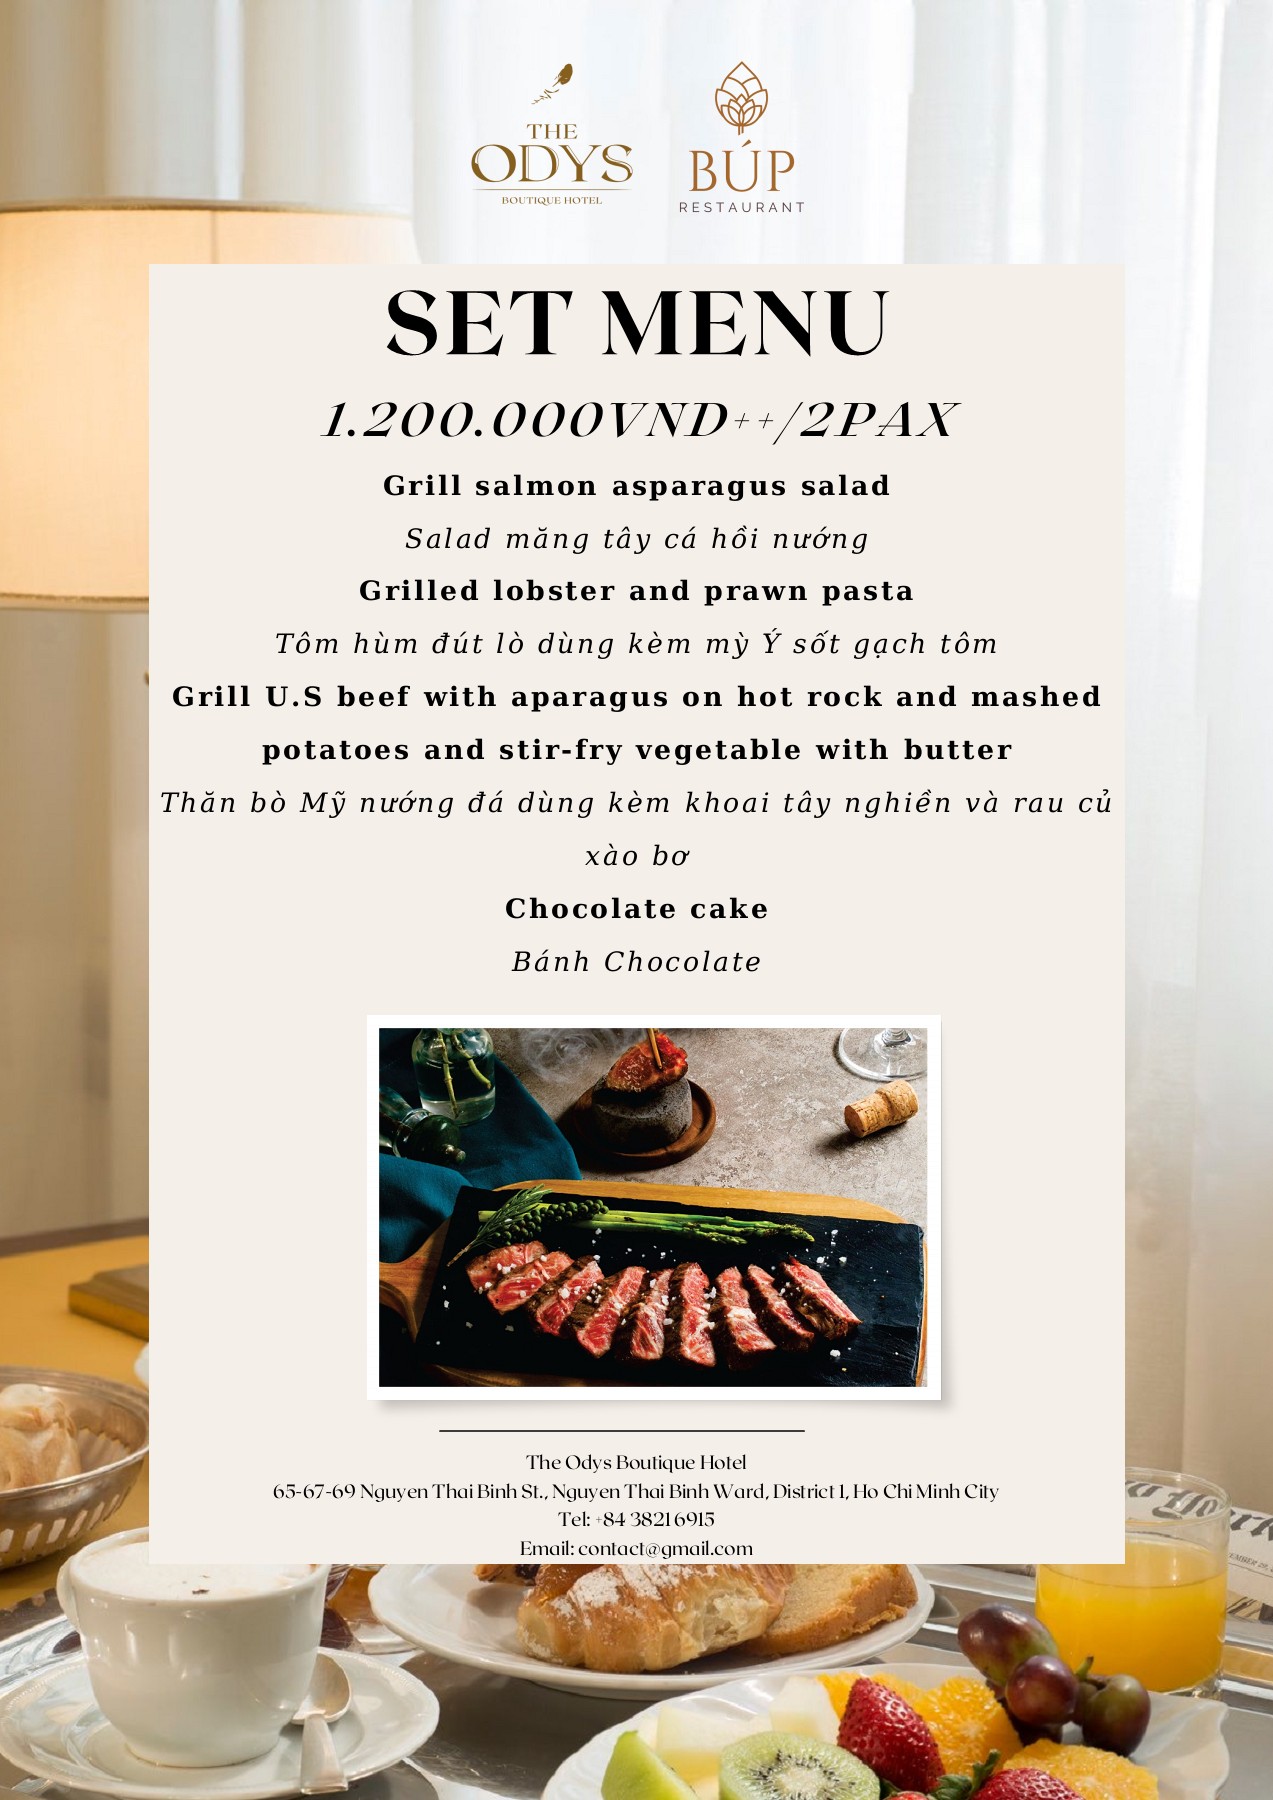 THE
ODYS
BOUTIQUE HOTEL
BÚP
RESTAURANT
SET MENU
1.200.000VND++/2PAX
Grill salmon asparagus salad
Salad măng tây cá hồi nướng
Grilled lobster and prawn pasta
Tôm hùm đút lò dùng kèm mỳ Ý sốt gạch tôm
Grill U.S beef with aparagus on hot rock and mashed
potatoes and stir-fry vegetable with butter
Thăn bò Mỹ nướng đá dùng kèm khoai tây nghiền và rau củ
xào bơ
Chocolate cake
Bánh Chocolate
The Odys Boutique Hotel
65-67-69 Nguyen Thai Binh St., Nguyen Thai Binh Ward, District 1, Ho Chi Minh City
Tel: +84 38216915
Email: contact@gmail.com